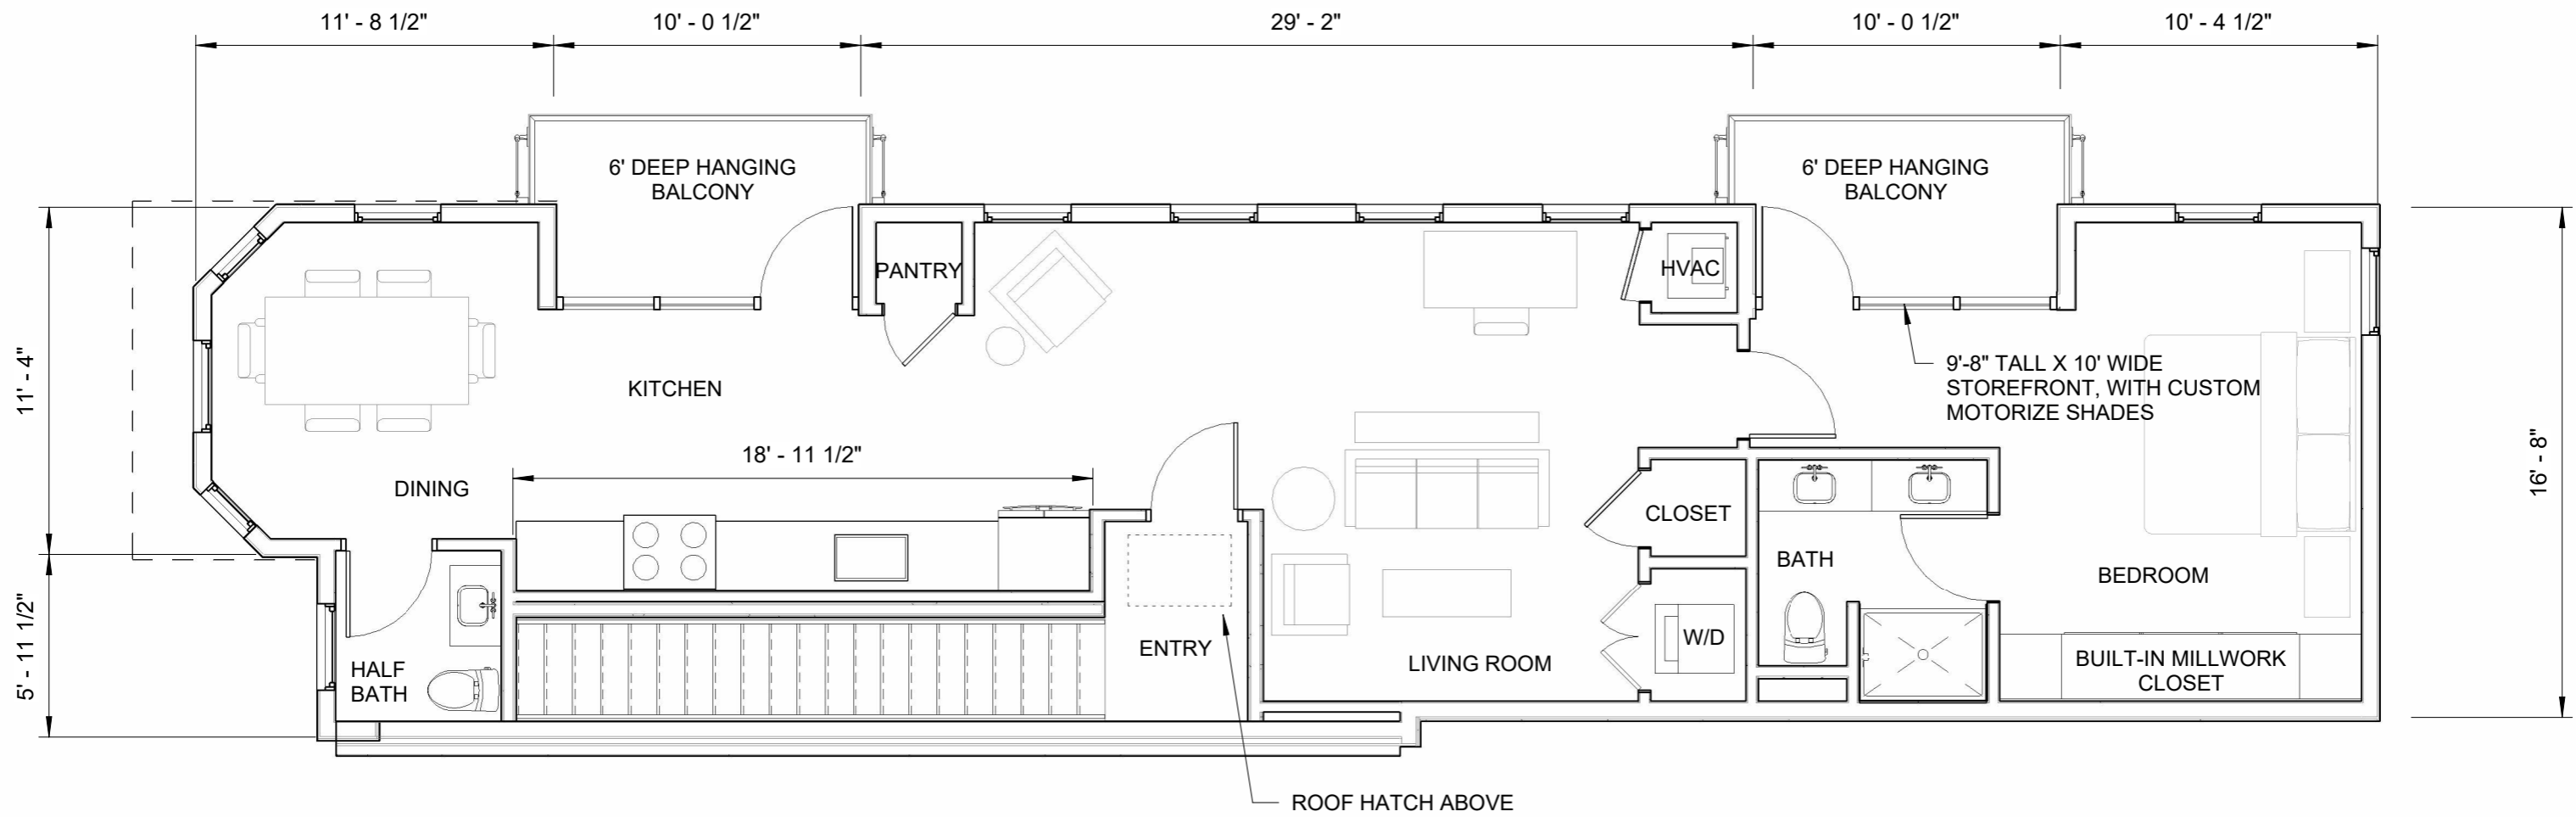 11' - 8 1/2"
10' - 0 1/2"
29' - 2"
10' - 0 1/2"
10' - 4 1/2"
6' DEEP HANGING
BALCONY
6' DEEP HANGING
BALCONY
PANTRY
HVAC
11' - 4"
KITCHEN
9'-8" TALL X 10' WIDE
STOREFRONT, WITH CUSTOM
MOTORIZE SHADES
18' - 11 1/2"
16' - 8"
DINING
CLOSET
BATH
BEDROOM
5' - 11 1/2"
HALF
BATH
ENTRY
LIVING ROOM
W/D
BUILT-IN MILLWORK
CLOSET
ROOF HATCH ABOVE